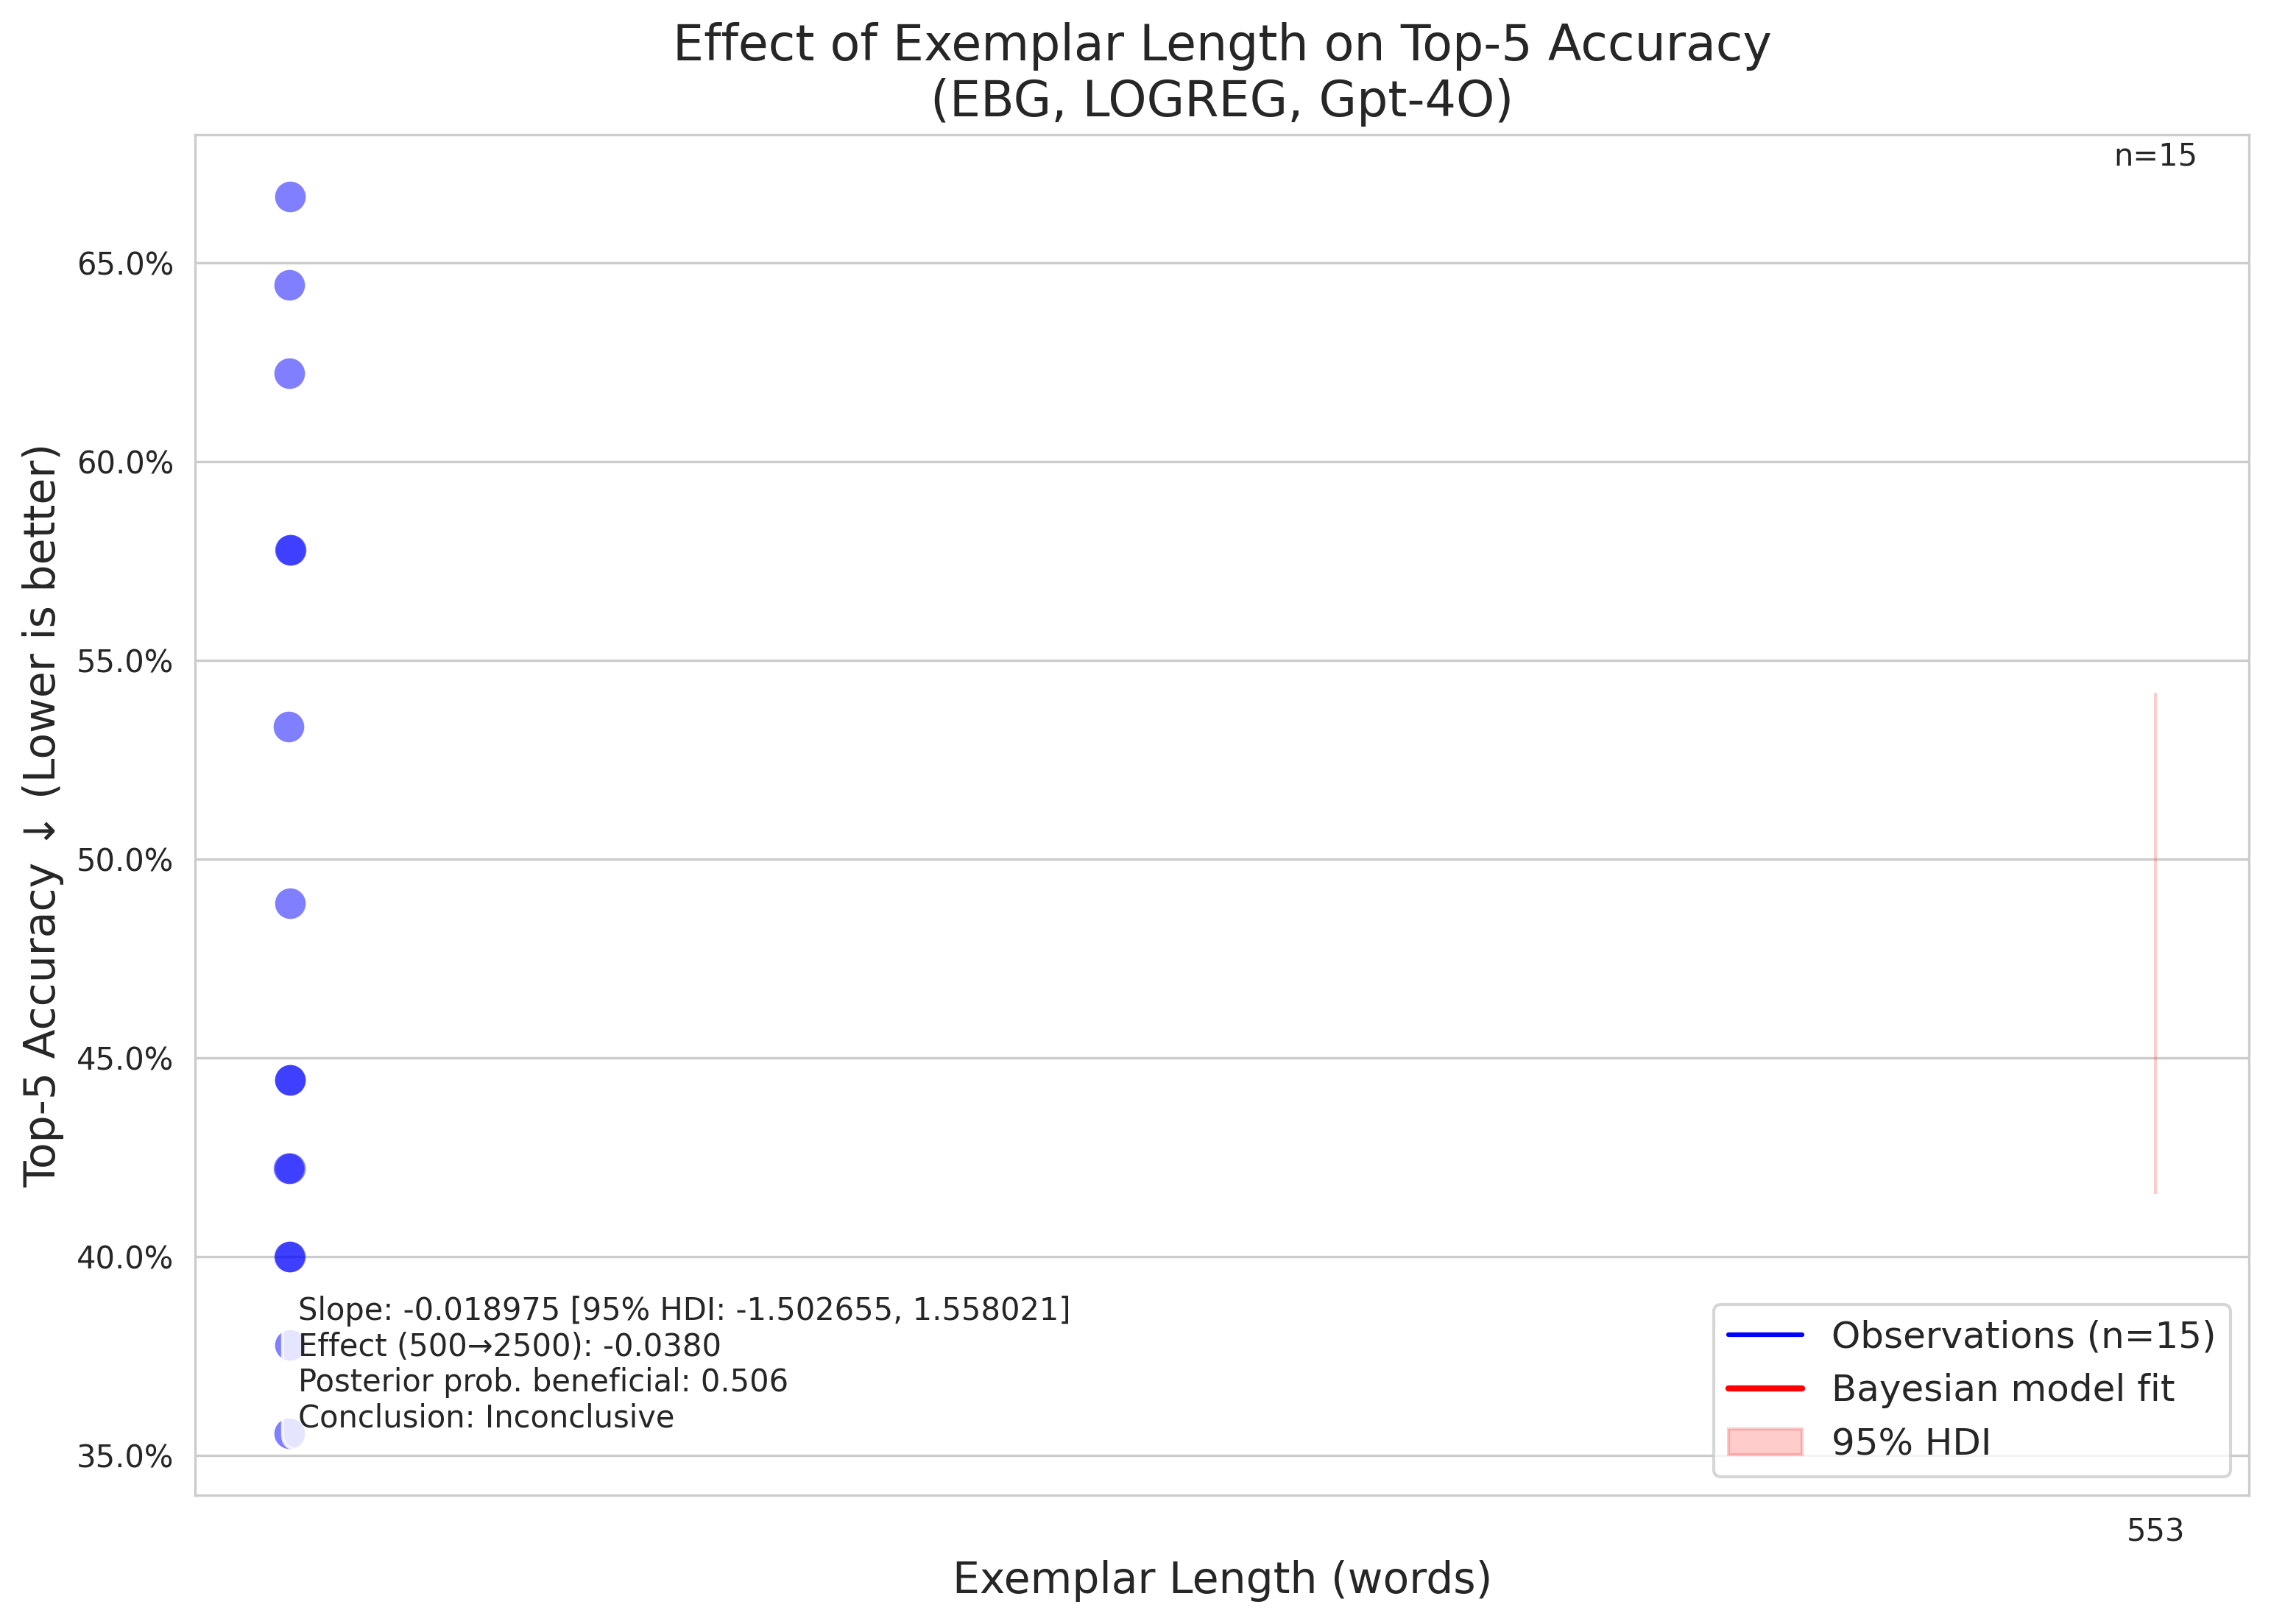 Effect of Exemplar Length on Top-5 Accuracy
(EBG, LOGREG, Gpt-4O)
n=15
Top-5 Accuracy ↓ (Lower is better)
65.0%
60.0%
55.0%
50.0%
45.0%
40.0%
35.0%
Slope: -0.018975 [95% HDI: -1.502655, 1.558021]
Effect (500→2500): -0.0380
Posterior prob. beneficial: 0.506
Conclusion: Inconclusive
Observations (n=15)
Bayesian model fit
95% HDI
553
Exemplar Length (words)